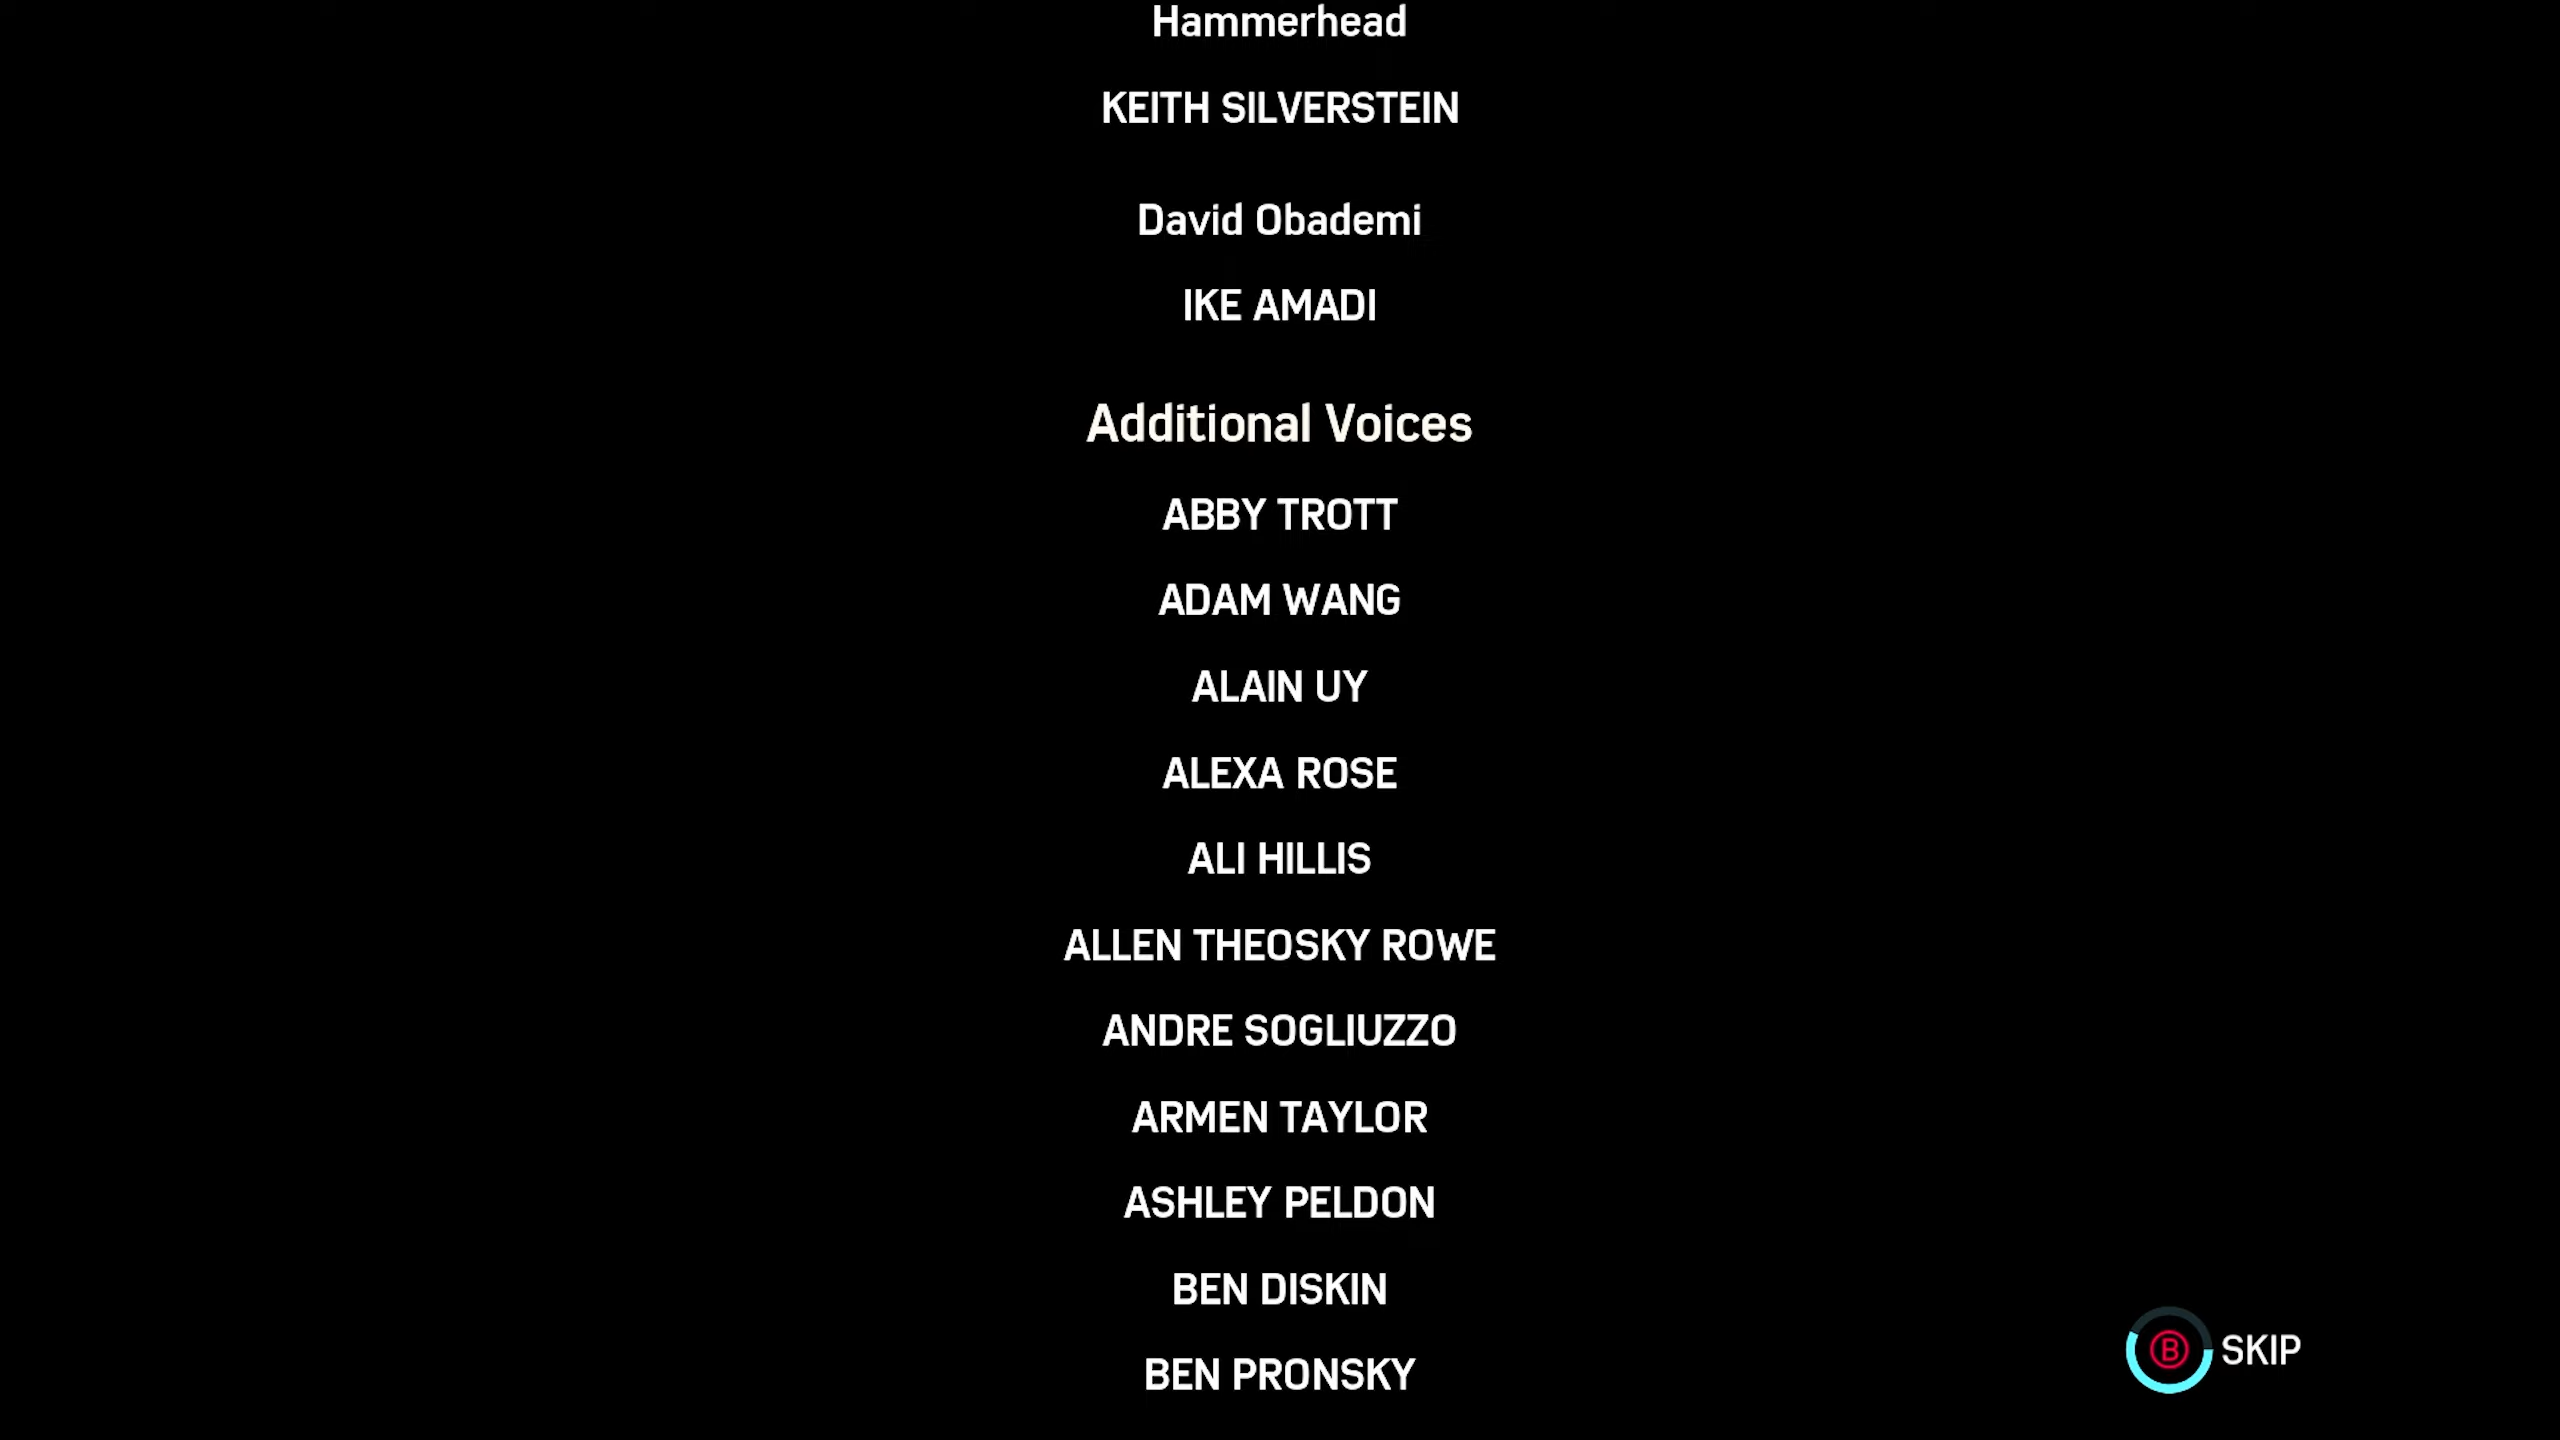 Hammerhead
KEITH SILVERSTEIN
David Obademi
IKE AMADI
Additional Voices
ABBY TROTT
ADAM WANG
ALAIN UY
ALEXA ROSE
ALI HILLIS
ALLEN THEOSKY ROWE
ANDRE SOGLIUZZO
ARMEN TAYLOR
ASHLEY PELDON
BEN DISKIN
BEN PRONSKY
B SKIP